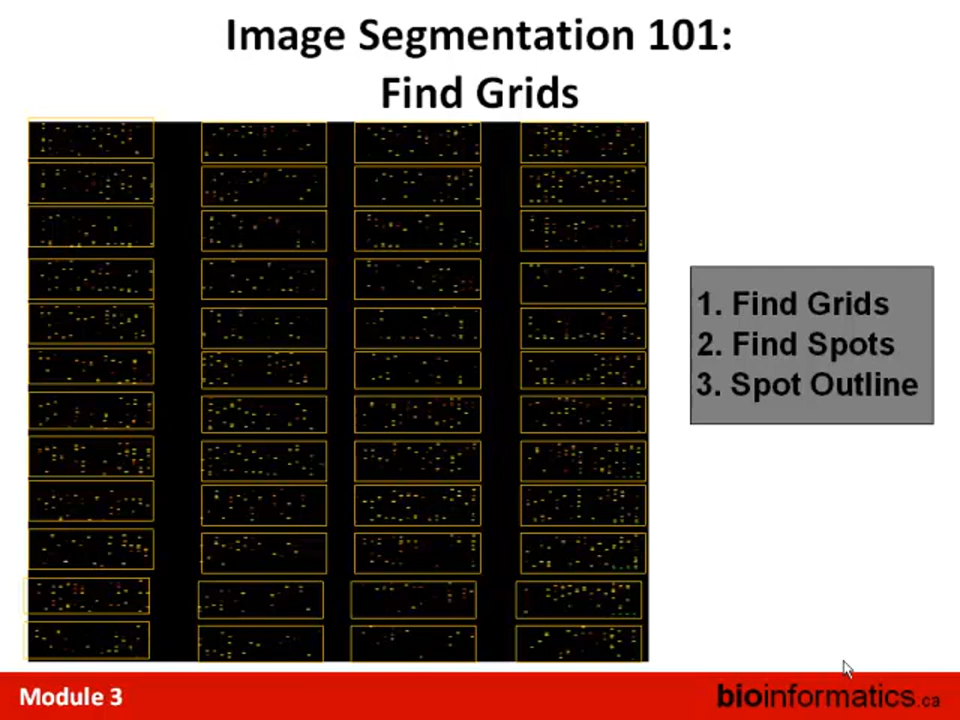 Image Segmentation 101:
Find Grids
1. Find Grids
2. Find Spots
3. Spot Outline
Module 3
bioinformatics.ca